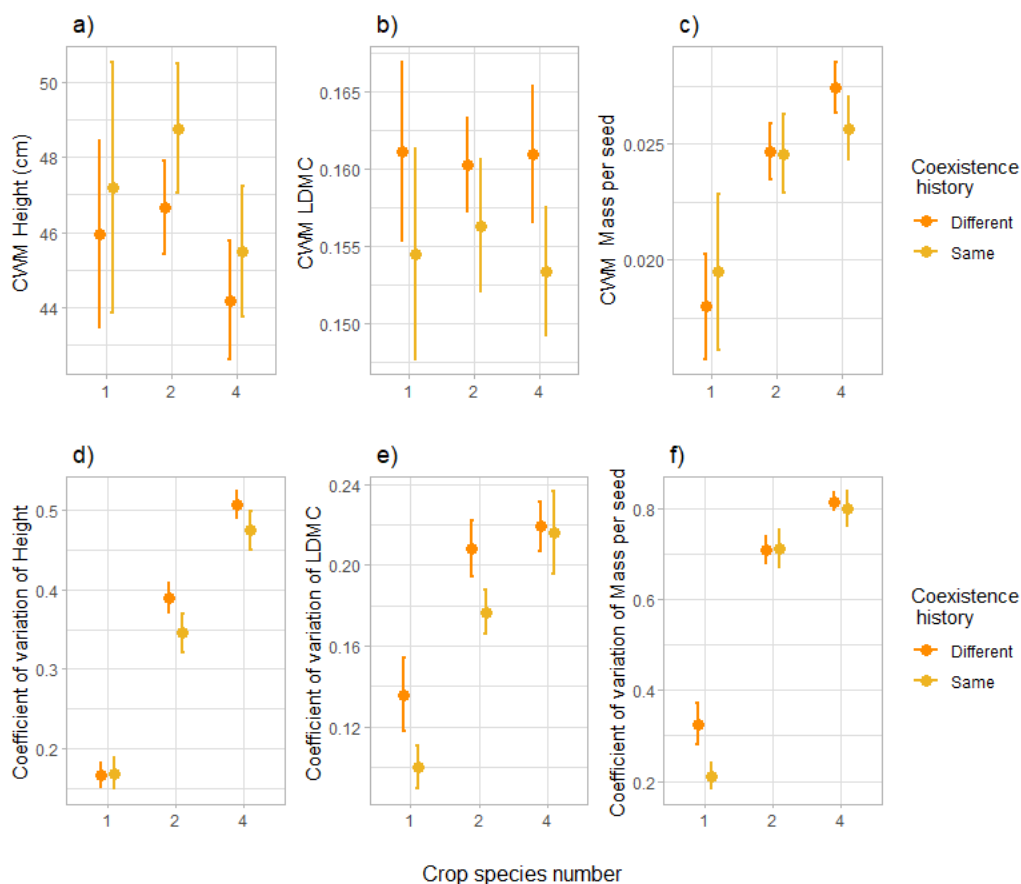 a)
b)
c)
CWM Height (cm)
50
48
46
44
1
2
4
CWM LDMC
0.165
0.160
0.155
0.150
1
2
4
CWM Mass per seed
0.025
0.020
1
2
4
Coexistence
history
Different
Same
d)
e)
f)
Coefficient of variation of Height
0.5
0.4
0.3
0.2
1
2
4
Coefficient of variation of LDMC
0.24
0.20
0.16
0.12
1
2
4
Coefficient of variation of Mass per seed
0.8
0.6
0.4
0.2
1
2
4
Coexistence
history
Different
Same
Crop species number